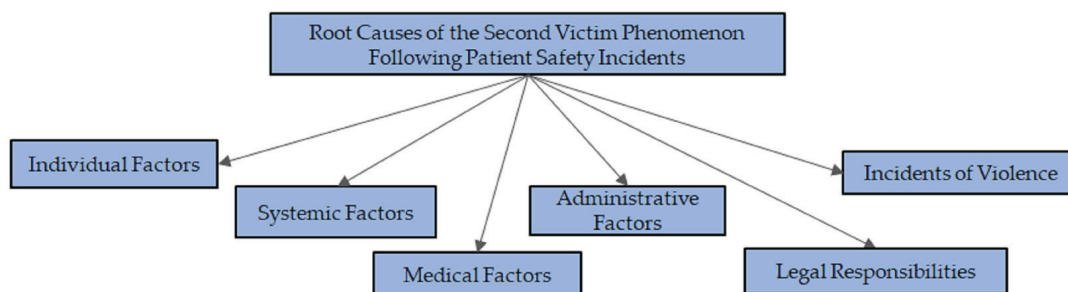 Root Causes of the Second Victim Phenomenon
Following Patient Safety Incidents
Individual Factors
Systemic Factors
Medical Factors
Administrative
Factors
Legal Responsibilities
Incidents of Violence